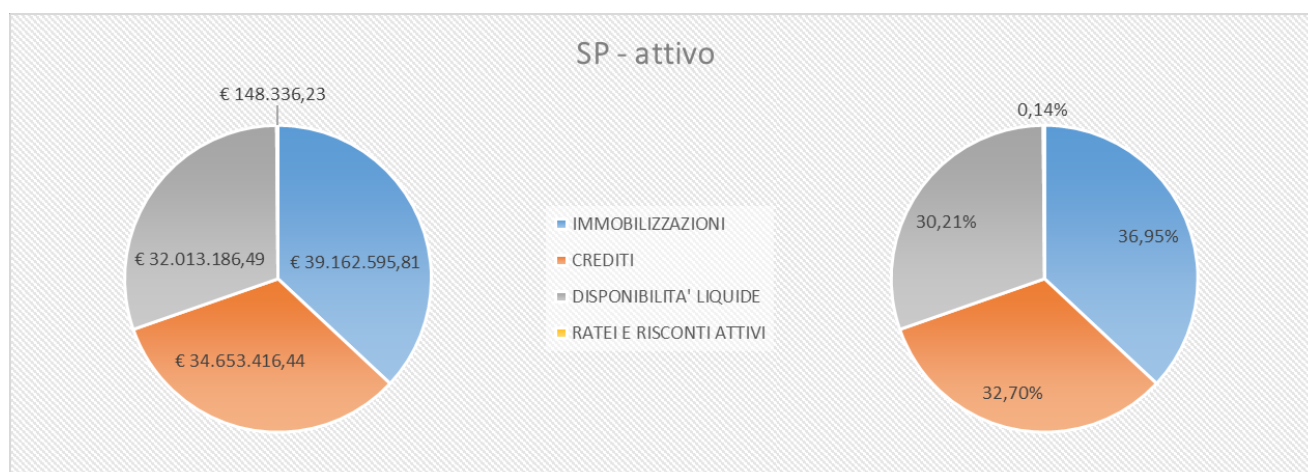 SP - attivo
€ 148.336,23
€ 32.013.186,49
€ 39.162.595,81
€ 34.653.416,44
IMMOBILIZZAZIONI
CREDITI
DISPONIBILITA' LIQUIDE
RATEI E RISCONTI ATTIVI
0,14%
30,21%
36,95%
32,70%